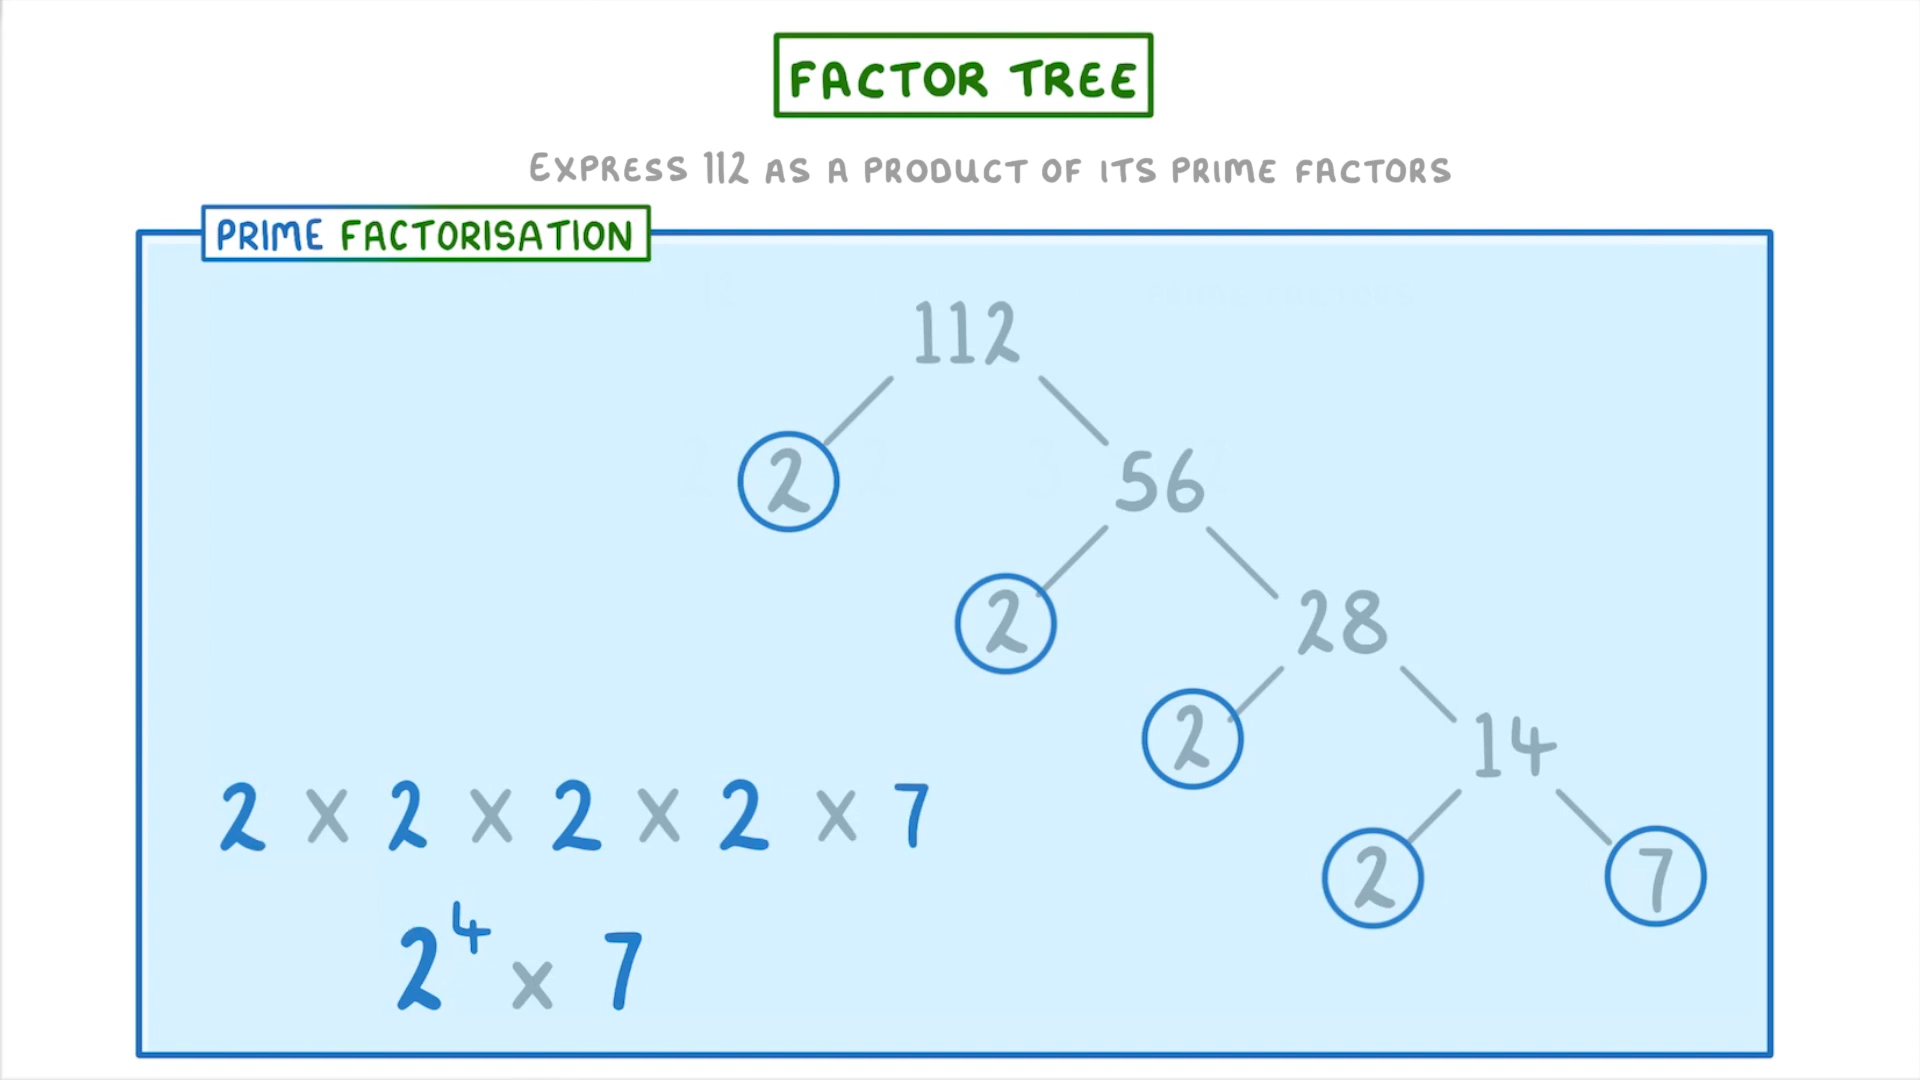 FACTOR TREE
EXPRESS 112 AS A PRODUCT OF ITS PRIME FACTORS
PRIME FACTORISATION
112
2 56
2 28
2 14
2 7
2 x 2 x 2 x 2 x 7
2⁴ x 7